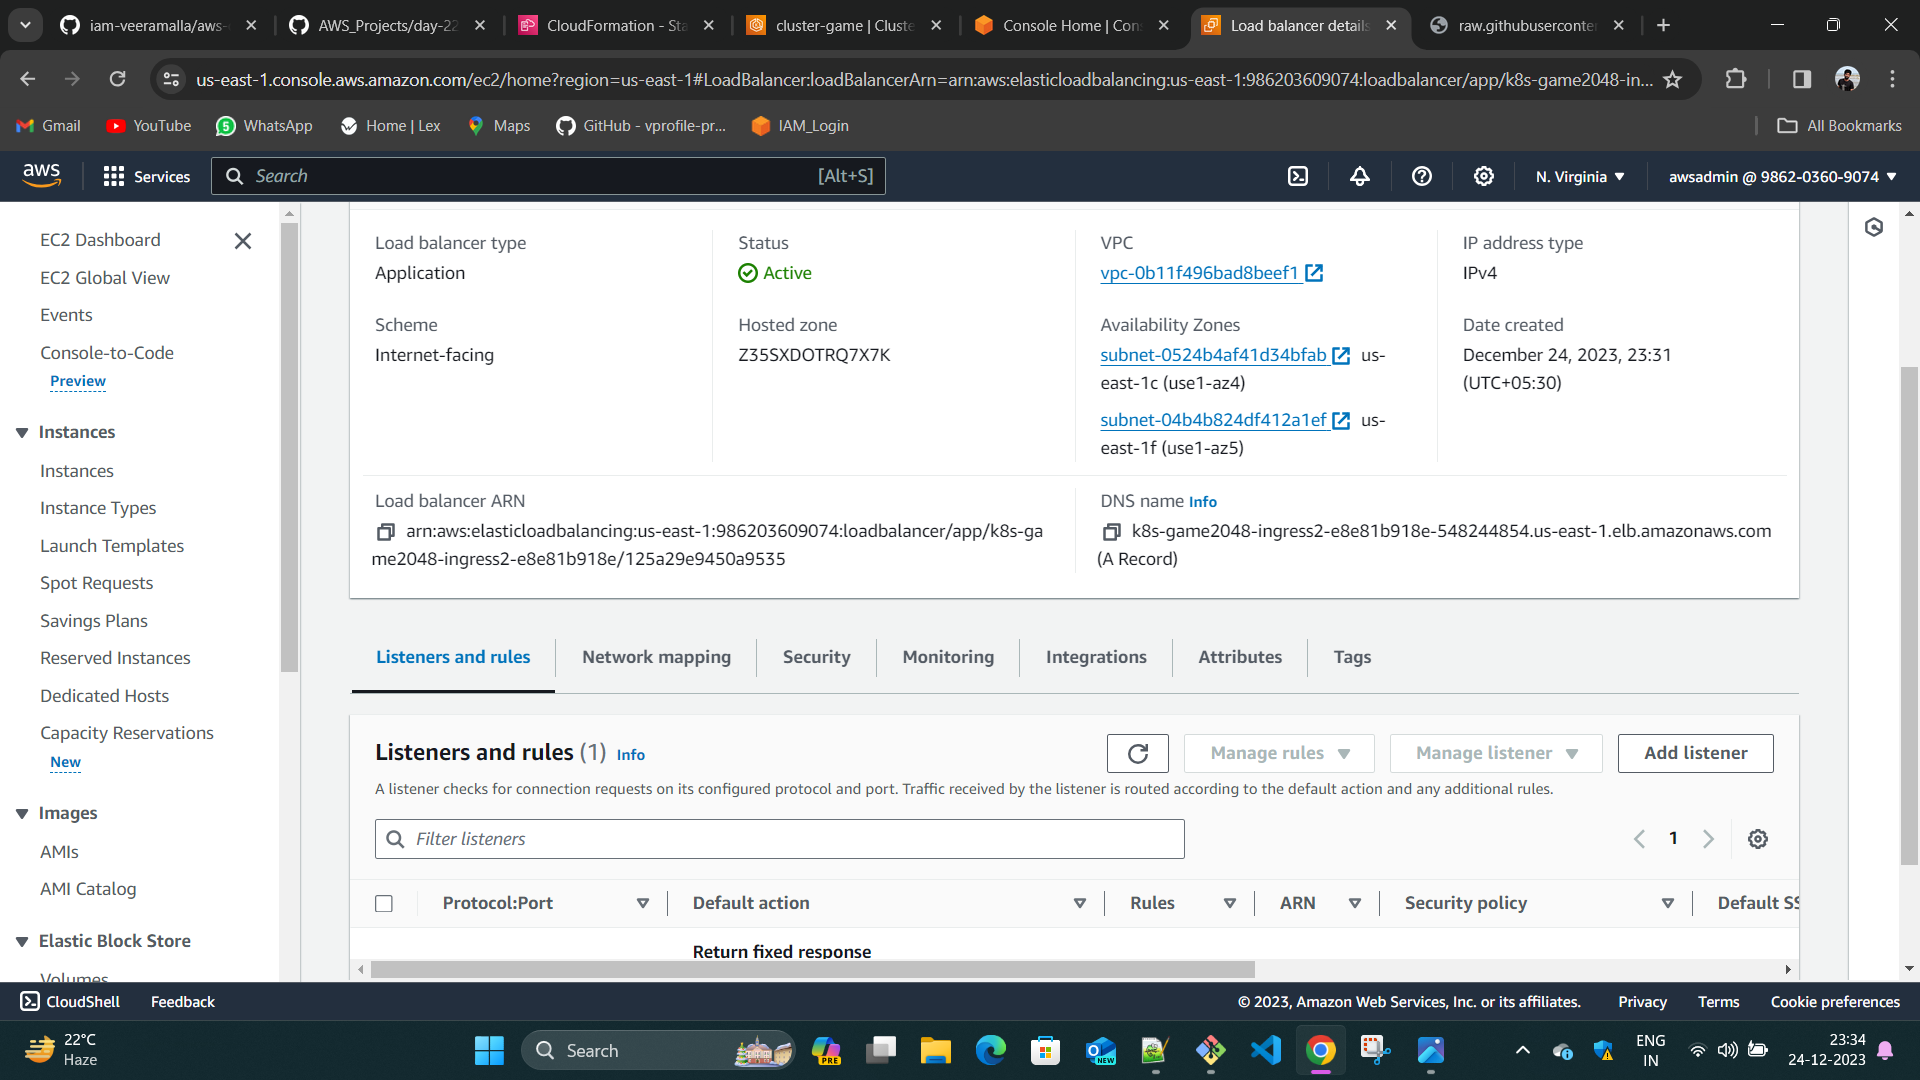 iam-veeramalla/aws-
AWS_Projects/day-22
CloudFormation - Sta
cluster-game | Cluste
Console Home | Con
Load balancer details
raw.githubuserconte
us-east-1.console.aws.amazon.com/ec2/home?region=us-east-1#LoadBalancer:loadBalancerArn=arn:aws:elasticloadbalancing:us-east-1:986203609074:loadbalancer/app/k8s-game2048-in...
Gmail
YouTube
WhatsApp
Home | Lex
Maps
GitHub - vprofile-pr...
IAM_Login
All Bookmarks
aws
Services
Search
[Alt+S]
N. Virginia
awsadmin @ 9862-0360-9074
EC2 Dashboard
EC2 Global View
Events
Console-to-Code
Preview
Instances
Instances
Instance Types
Launch Templates
Spot Requests
Savings Plans
Reserved Instances
Dedicated Hosts
Capacity Reservations
New
Images
AMIs
AMI Catalog
Elastic Block Store
Volumes
Load balancer type
Application
Status
Active
VPC
vpc-0b11f496bad8beef1
IP address type
IPv4
Scheme
Internet-facing
Hosted zone
Z35SXDOTRQ7X7K
Availability Zones
subnet-0524b4af41d34bfab us-
east-1c (use1-az4)
subnet-04b4b824df412a1ef us-
east-1f (use1-az5)
Date created
December 24, 2023, 23:31
(UTC+05:30)
Load balancer ARN
arn:aws:elasticloadbalancing:us-east-1:986203609074:loadbalancer/app/k8s-ga
me2048-ingress2-e8e81b918e/125a29e9450a9535
DNS name Info
k8s-game2048-ingress2-e8e81b918e-548244854.us-east-1.elb.amazonaws.com
(A Record)
Listeners and rules
Network mapping
Security
Monitoring
Integrations
Attributes
Tags
Listeners and rules (1) Info
Manage rules
Manage listener
Add listener
A listener checks for connection requests on its configured protocol and port. Traffic received by the listener is routed according to the default action and any additional rules.
Filter listeners
1
Protocol:Port
Default action
Rules
ARN
Security policy
Default SS
Return fixed response
CloudShell
Feedback
© 2023, Amazon Web Services, Inc. or its affiliates.
Privacy
Terms
Cookie preferences
22°C
Haze
Search
PRE
NEW
ENG
IN
23:34
24-12-2023